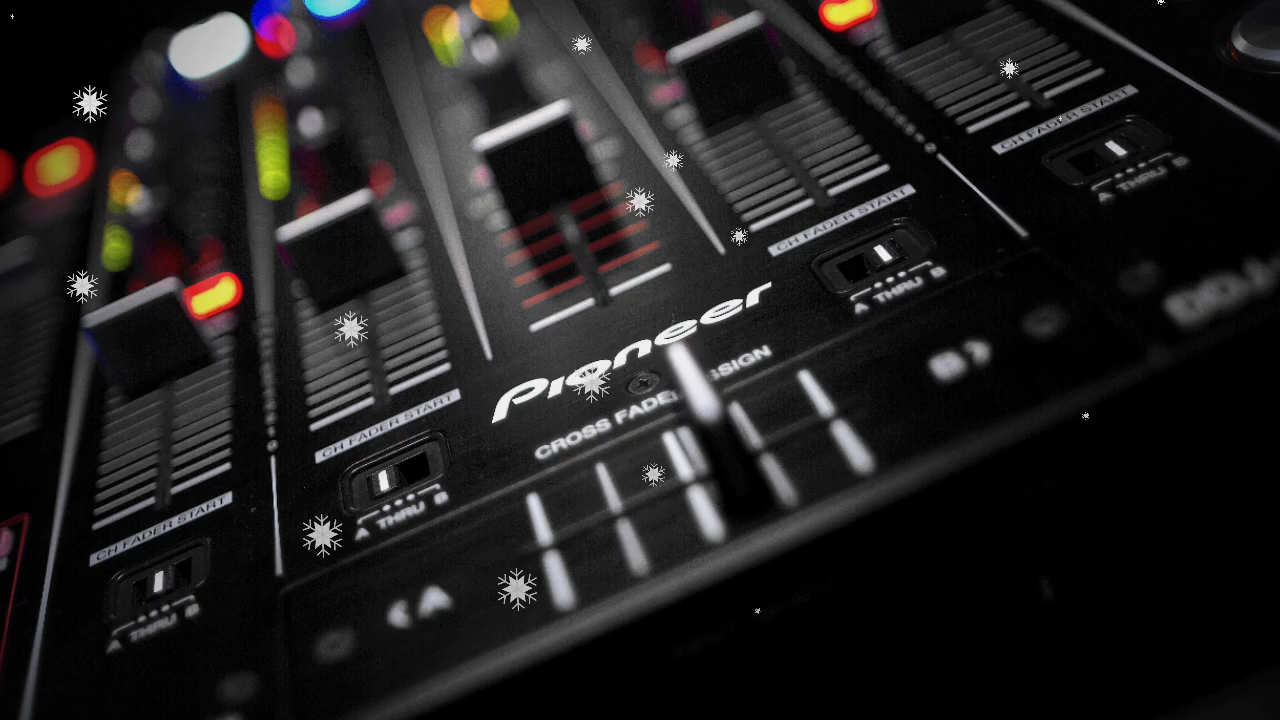 CH FADER START
A THRU B
CH FADER START
A THRU B
Pioneer
CROSS FADER ASSIGN
CH FADER START
A THRU B
CH FADER START
A THRU B
A
B
DDJ